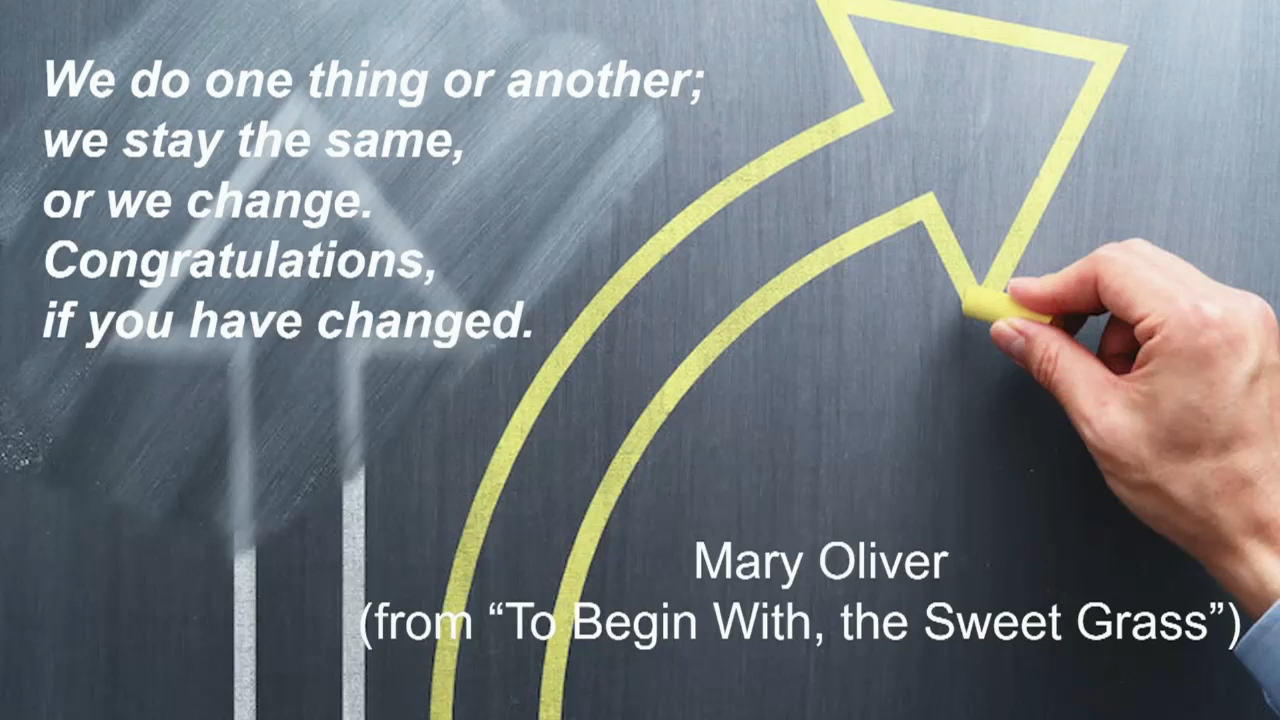 We do one thing or another;
we stay the same,
or we change.
Congratulations,
if you have changed.
Mary Oliver
(from “To Begin With, the Sweet Grass”)